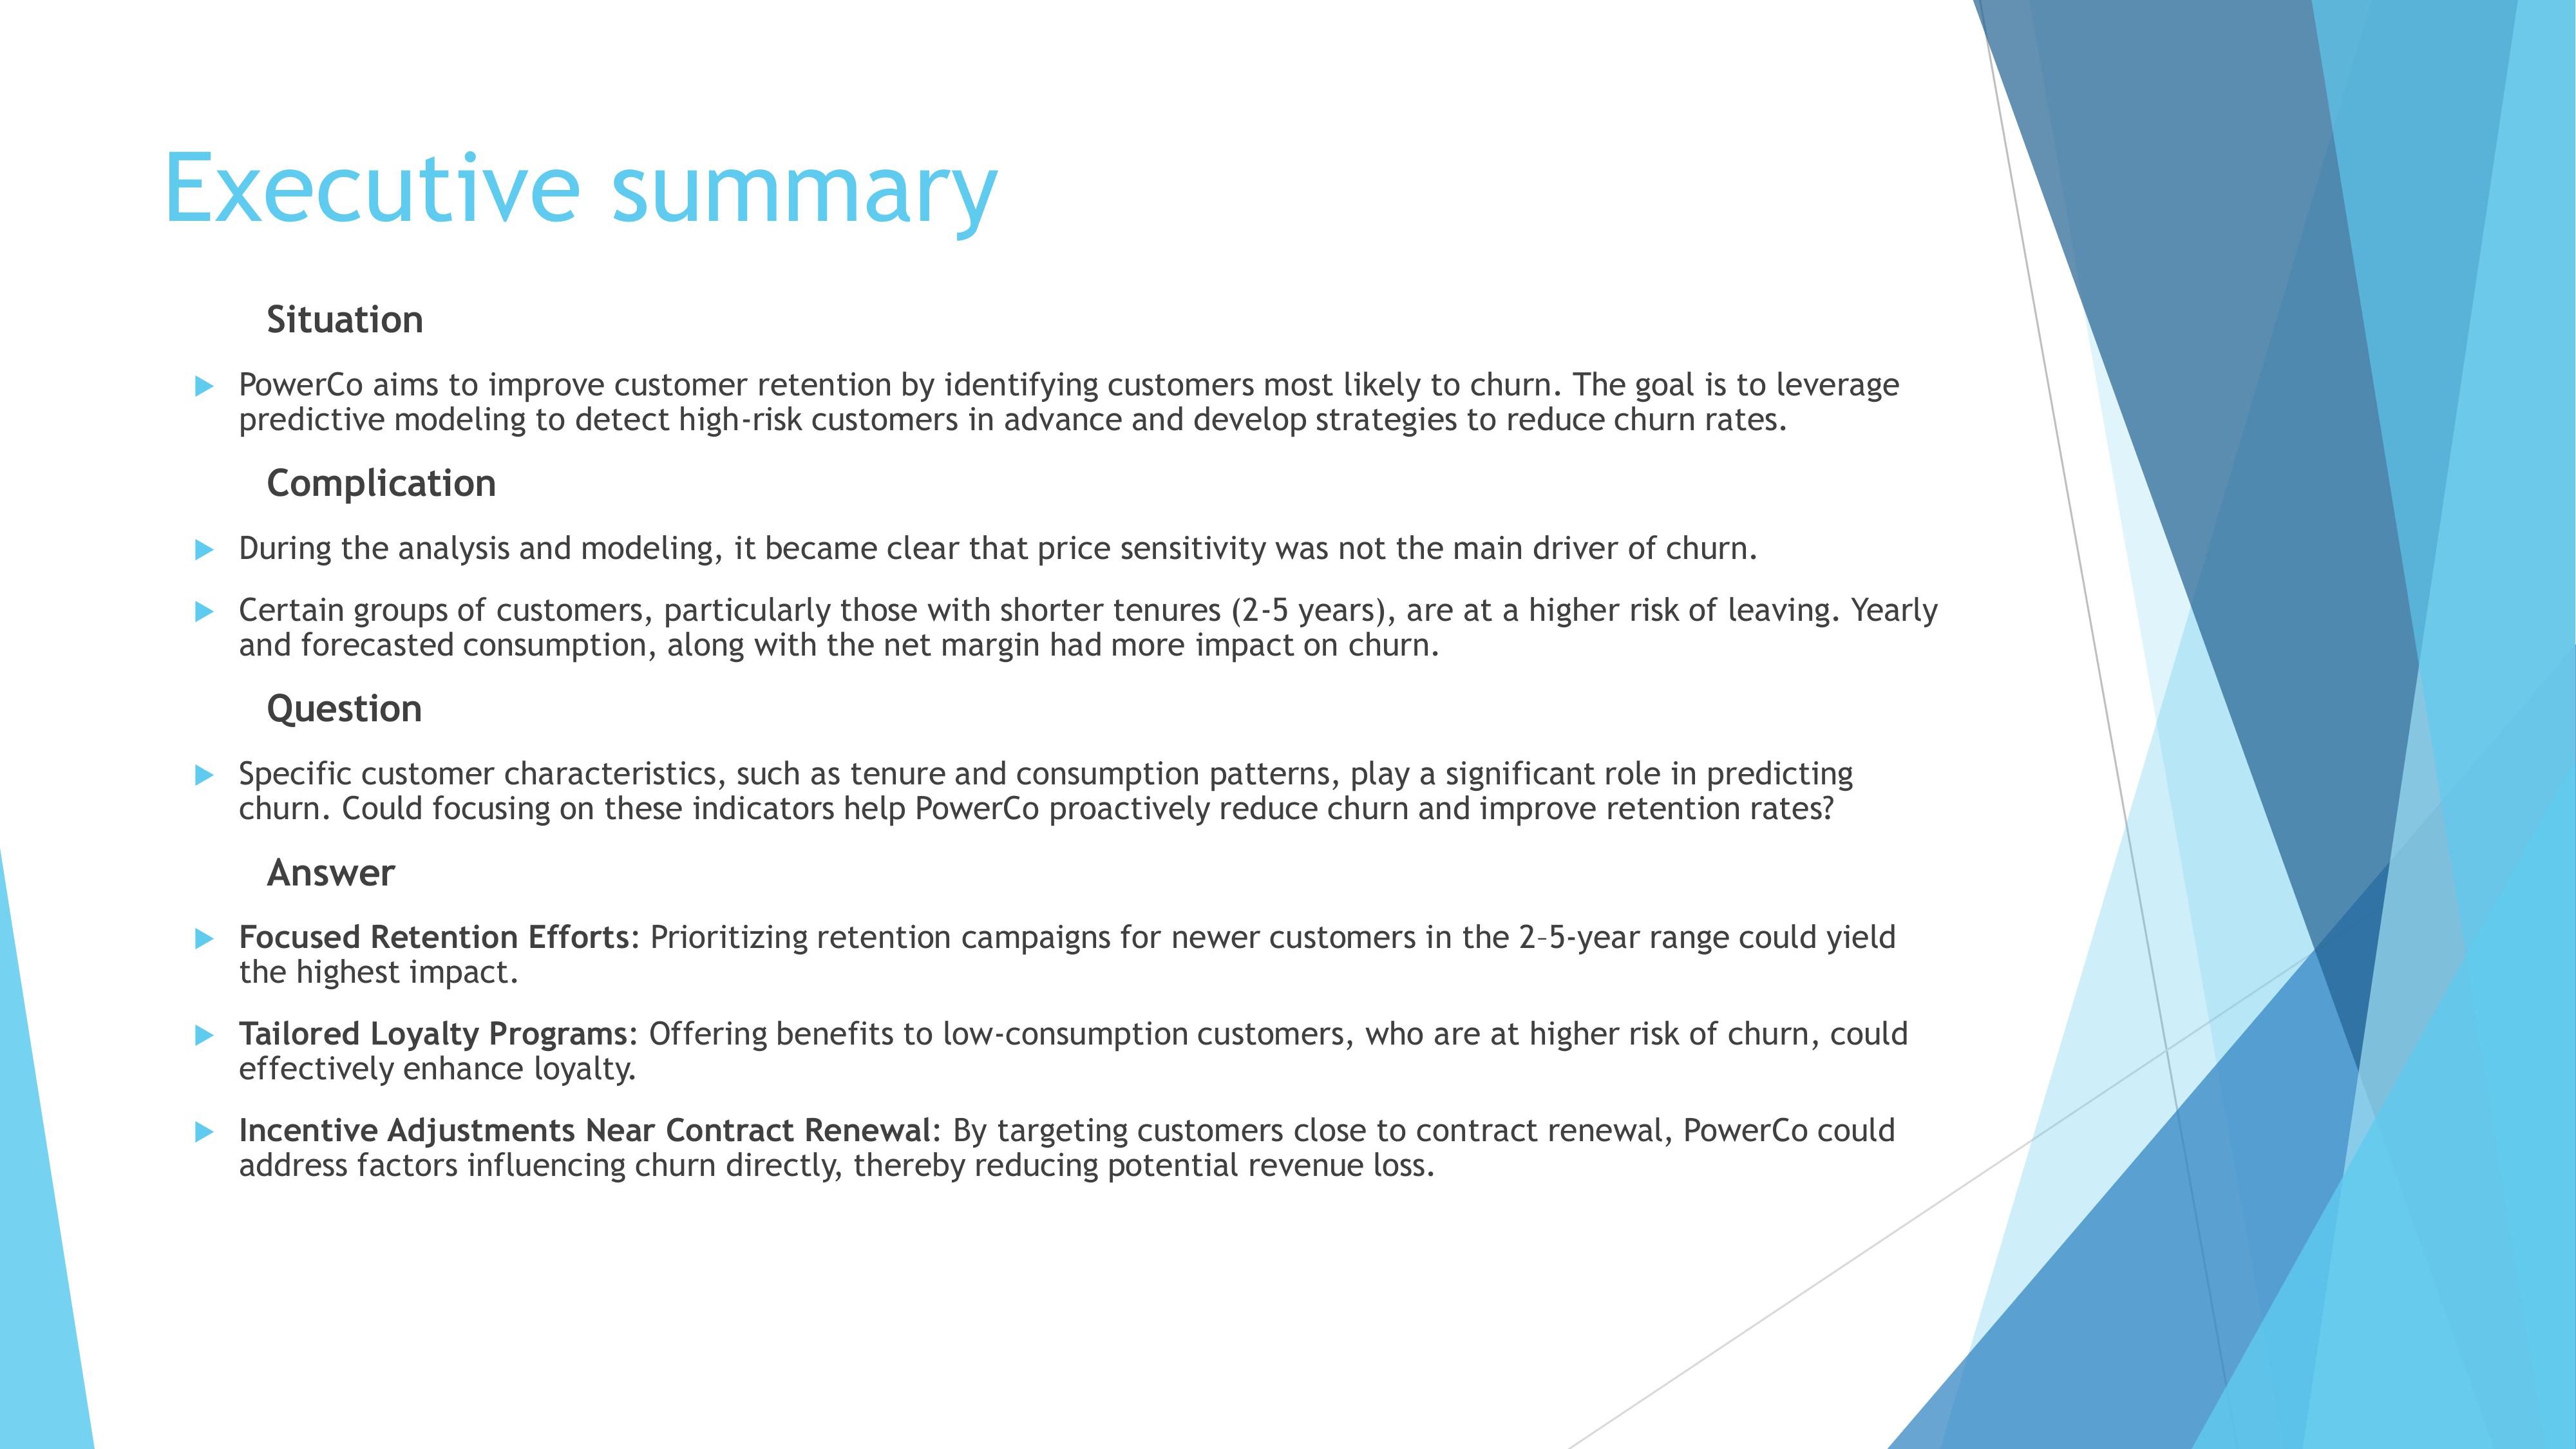 Executive summary
Situation
PowerCo aims to improve customer retention by identifying customers most likely to churn. The goal is to leverage
predictive modeling to detect high-risk customers in advance and develop strategies to reduce churn rates.
Complication
During the analysis and modeling, it became clear that price sensitivity was not the main driver of churn.
Certain groups of customers, particularly those with shorter tenures (2-5 years), are at a higher risk of leaving. Yearly
and forecasted consumption, along with the net margin had more impact on churn.
Question
Specific customer characteristics, such as tenure and consumption patterns, play a significant role in predicting
churn. Could focusing on these indicators help PowerCo proactively reduce churn and improve retention rates?
Answer
Focused Retention Efforts: Prioritizing retention campaigns for newer customers in the 2–5-year range could yield
the highest impact.
Tailored Loyalty Programs: Offering benefits to low-consumption customers, who are at higher risk of churn, could
effectively enhance loyalty.
Incentive Adjustments Near Contract Renewal: By targeting customers close to contract renewal, PowerCo could
address factors influencing churn directly, thereby reducing potential revenue loss.